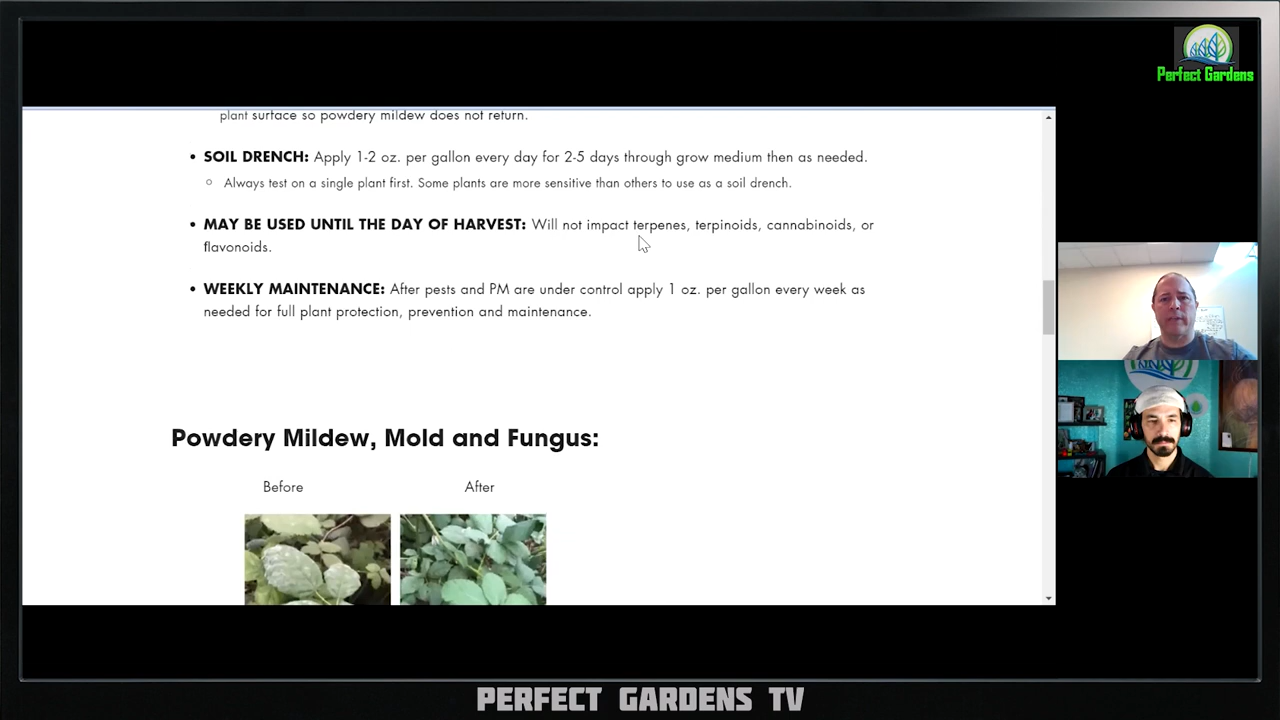 Perfect Gardens
plant surface so powdery mildew does not return.
• SOIL DRENCH: Apply 1-2 oz. per gallon every day for 2-5 days through grow medium then as needed.
○ Always test on a single plant first. Some plants are more sensitive than others to use as a soil drench.
• MAY BE USED UNTIL THE DAY OF HARVEST: Will not impact terpenes, terpinoids, cannabinoids, or
flavonoids.
• WEEKLY MAINTENANCE: After pests and PM are under control apply 1 oz. per gallon every week as
needed for full plant protection, prevention and maintenance.
Powdery Mildew, Mold and Fungus:
Before After
PERFECT GARDENS TV